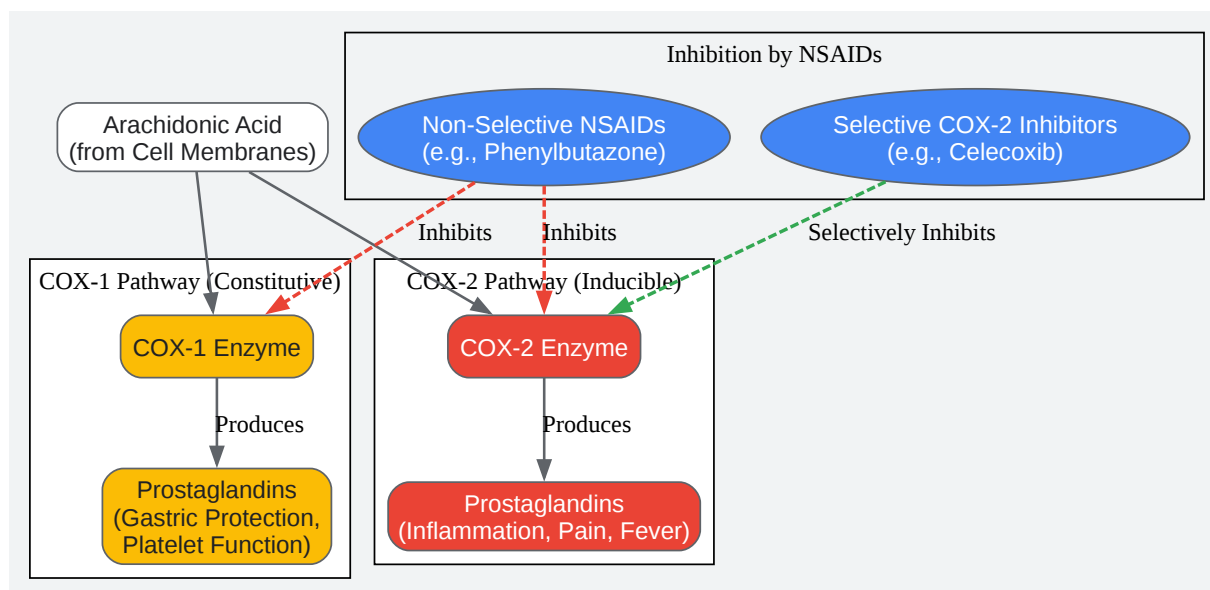 Inhibition by NSAIDs
Arachidonic Acid
(from Cell Membranes)
Non-Selective NSAIDs
(e.g., Phenylbutazone)
Selective COX-2 Inhibitors
(e.g., Celecoxib)
Inhibits
Inhibits
Selectively Inhibits
COX-1 Pathway (Constitutive)
COX-2 Pathway (Inducible)
COX-1 Enzyme
COX-2 Enzyme
Produces
Produces
Prostaglandins
(Gastric Protection,
Platelet Function)
Prostaglandins
(Inflammation, Pain, Fever)